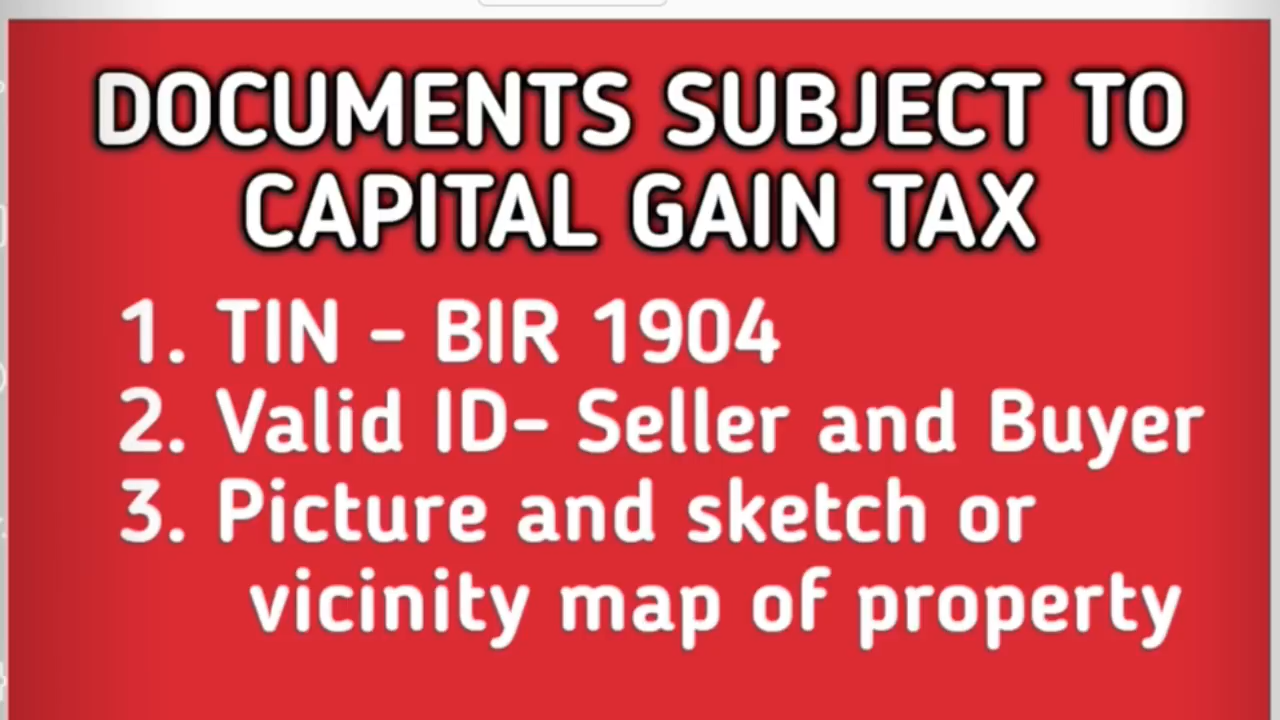 DOCUMENTS SUBJECT TO
CAPITAL GAIN TAX
1. TIN - BIR 1904
2. Valid ID- Seller and Buyer
3. Picture and sketch or
vicinity map of property